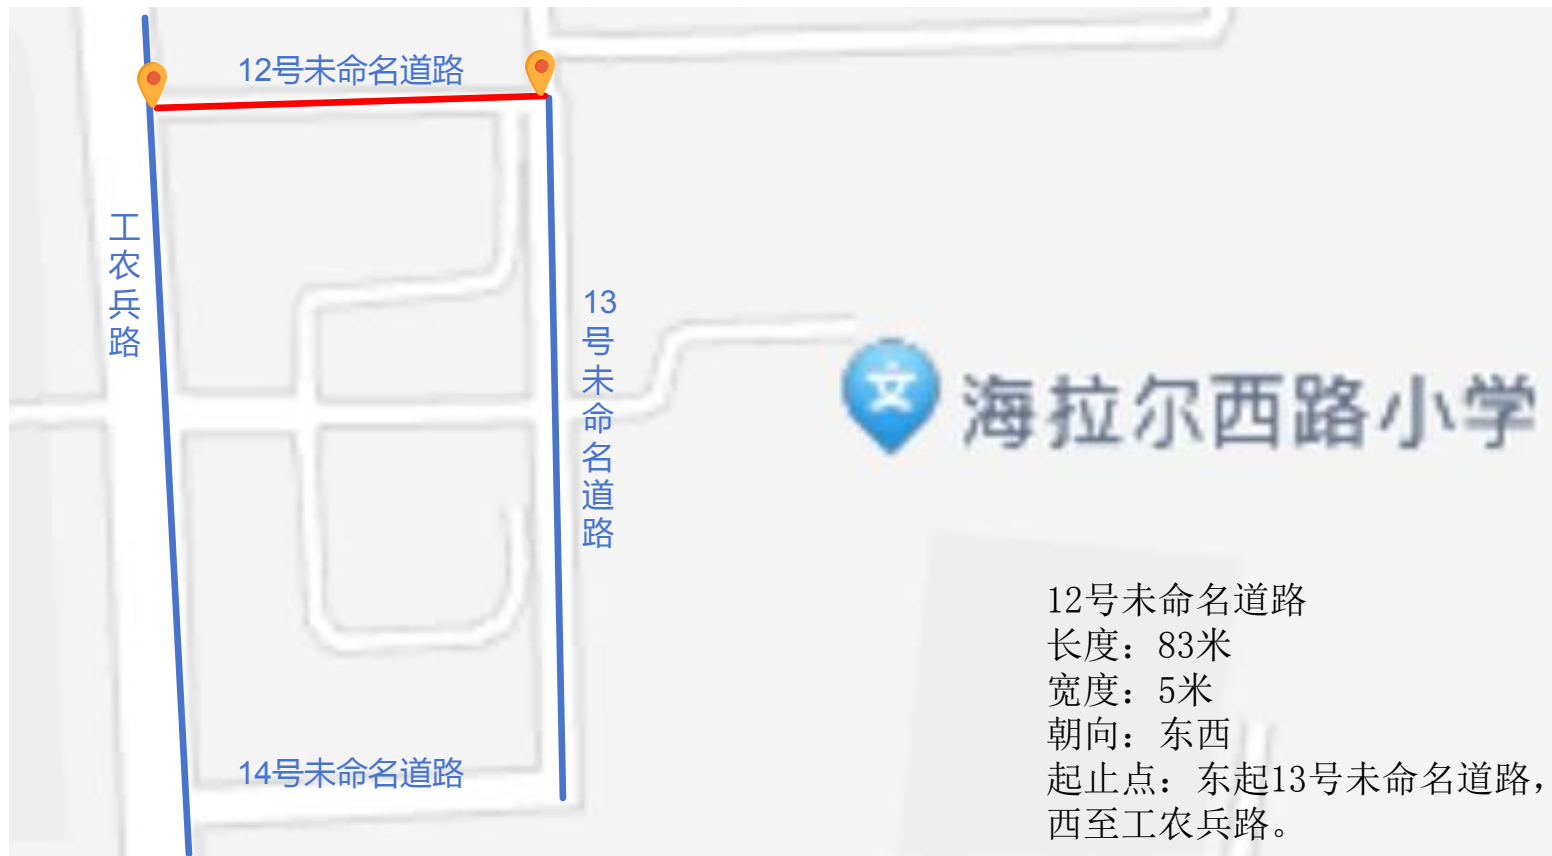 12号未命名道路
工农兵路
13号未命名道路
海拉尔西路小学
文
14号未命名道路
12号未命名道路
长度：83米
宽度：5米
朝向：东西
起止点：东起13号未命名道路，
西至工农兵路。